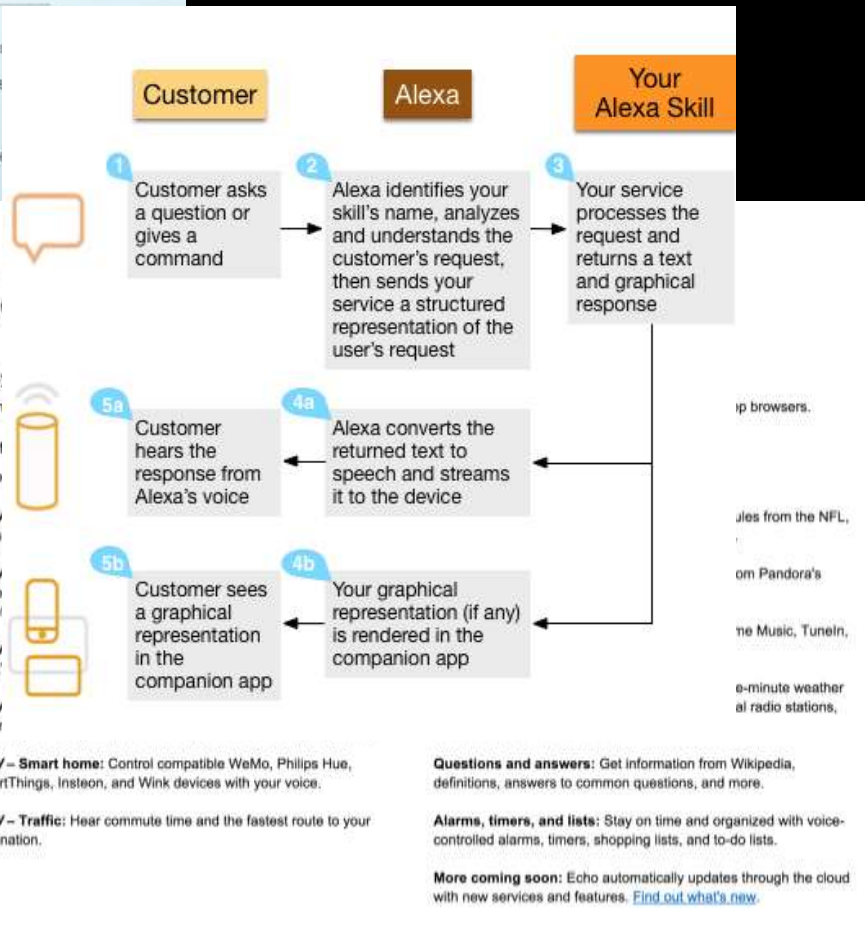 Customer
Alexa
Your
Alexa Skill
1
Customer asks
a question or
gives a
command
2
Alexa identifies your
skill's name, analyzes
and understands the
customer's request,
then sends your
service a structured
representation of the
user's request
3
Your service
processes the
request and
returns a text
and graphical
response
5a
Customer
hears the
response from
Alexa's voice
4a
Alexa converts the
returned text to
speech and streams
it to the device
5b
Customer sees
a graphical
representation
in the
companion app
4b
Your graphical
representation (if any)
is rendered in the
companion app
browsers.
from the NFL,
Pandora's
Music, TuneIn,
weather
radio stations,
– Smart home: Control compatible WeMo, Philips Hue,
Insteon, and Wink devices with your voice.
– Traffic: Hear commute time and the fastest route to your
Questions and answers: Get information from Wikipedia,
definitions, answers to common questions, and more.
Alarms, timers, and lists: Stay on time and organized with voice-
controlled alarms, timers, shopping lists, and to-do lists.
More coming soon: Echo automatically updates through the cloud
with new services and features. Find out what's new.